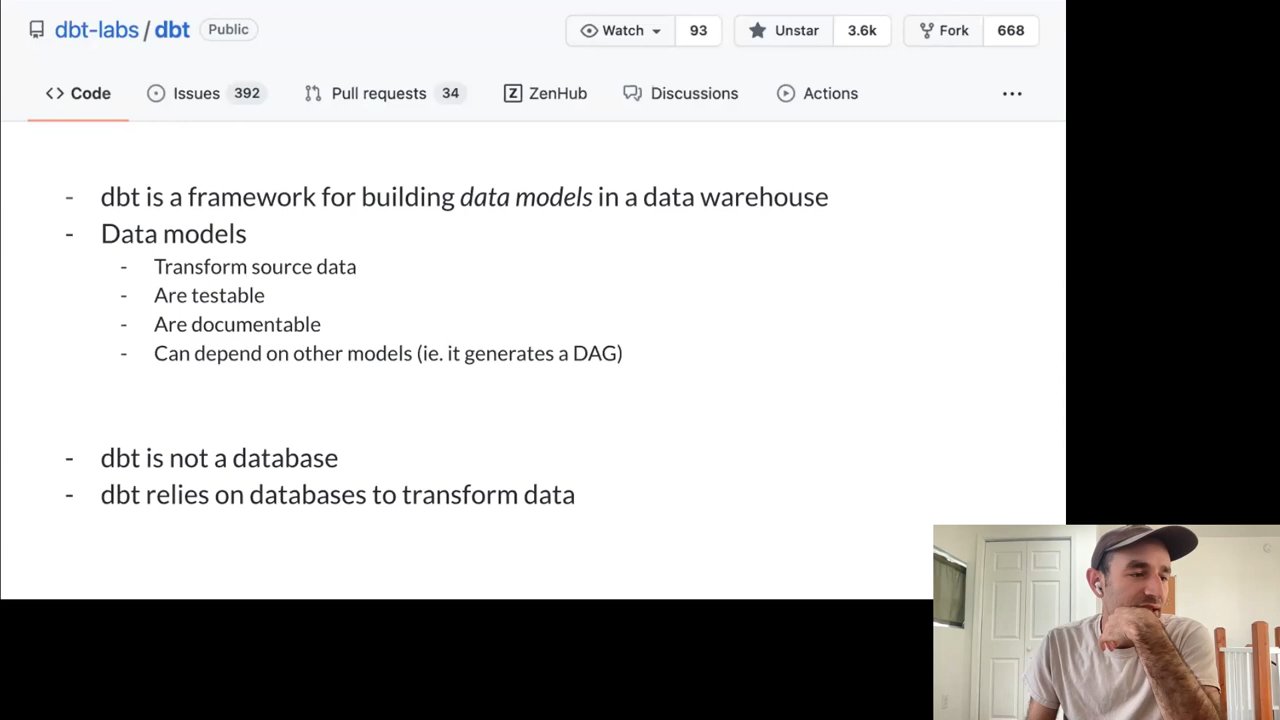 dbt-labs / dbt Public Watch 93 Unstar 3.6k Fork 668
<> Code Issues 392 Pull requests 34 Z ZenHub Discussions Actions ...
- dbt is a framework for building data models in a data warehouse
- Data models
- Transform source data
- Are testable
- Are documentable
- Can depend on other models (ie. it generates a DAG)
- dbt is not a database
- dbt relies on databases to transform data